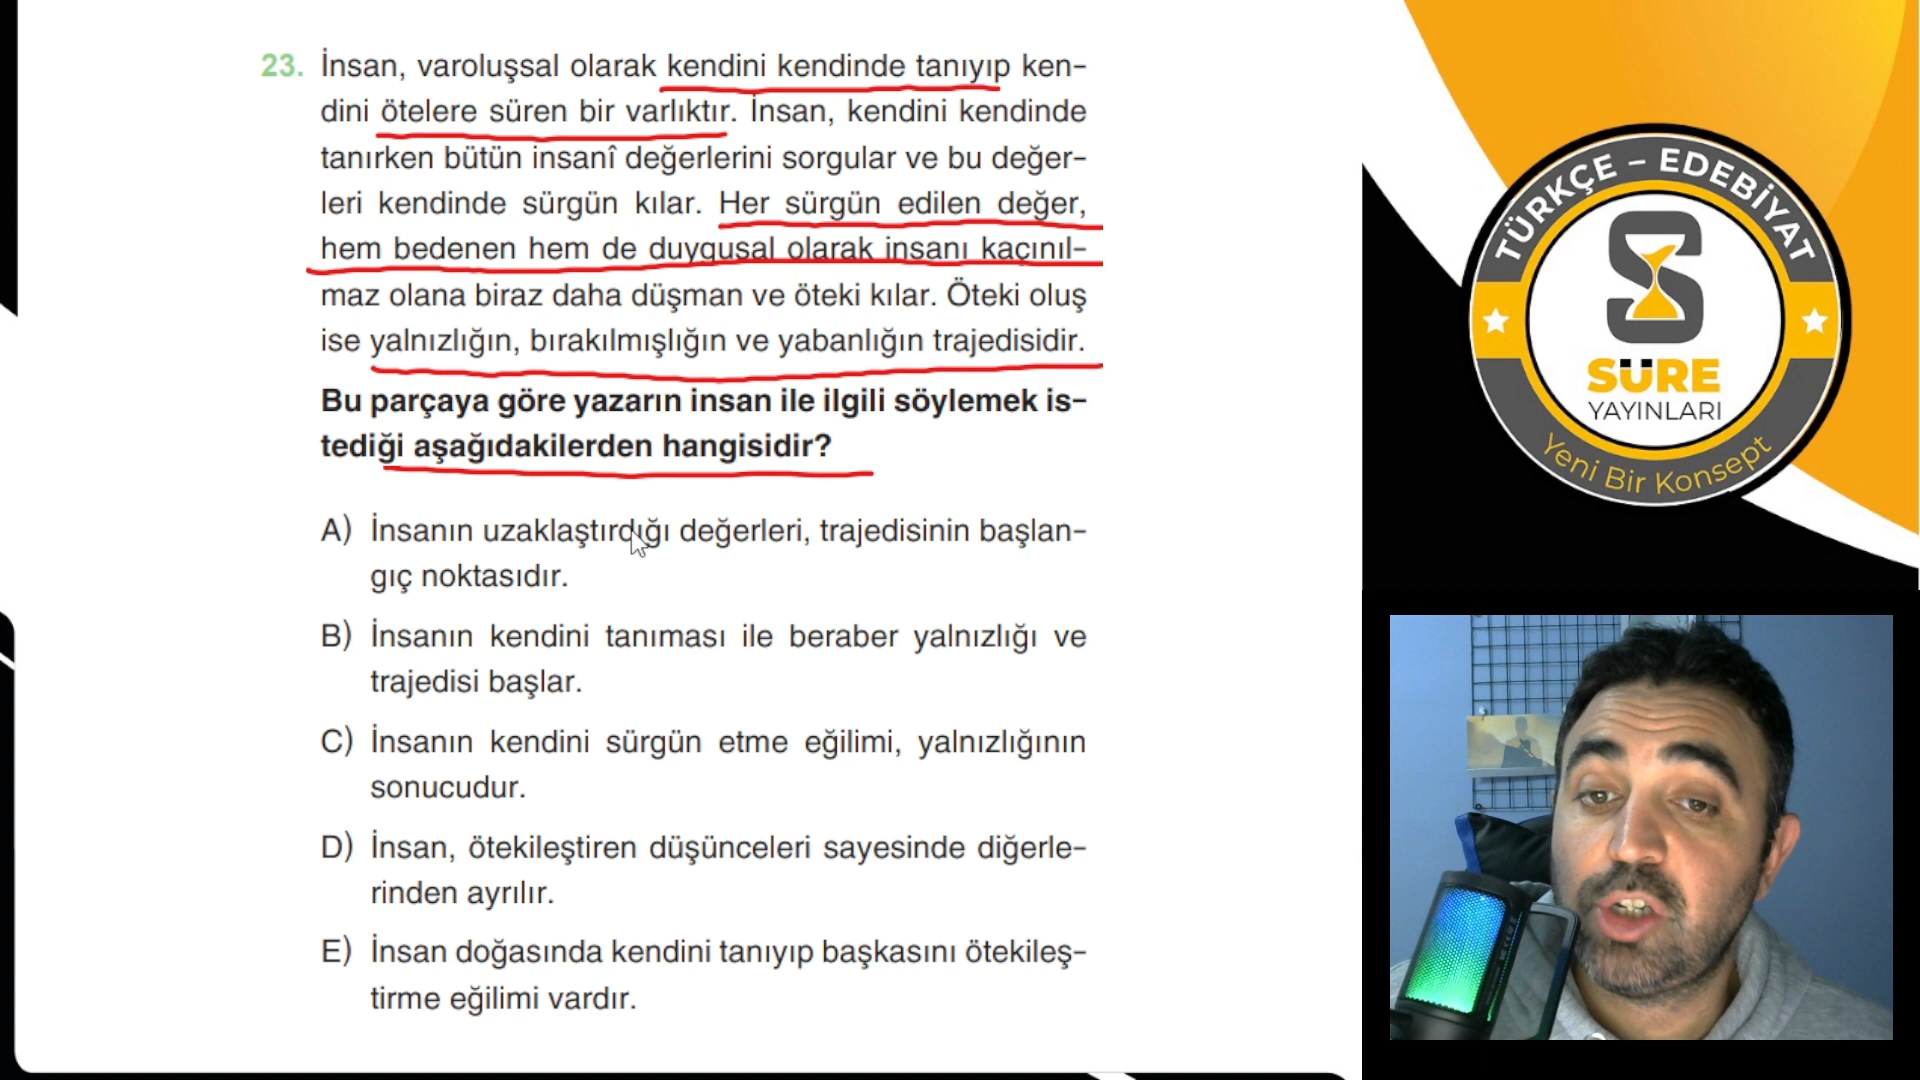 23. İnsan, varoluşsal olarak kendini kendinde tanıyıp ken-
dini ötelere süren bir varlıktır. İnsan, kendini kendinde
tanırken bütün insanî değerlerini sorgular ve bu değer-
leri kendinde sürgün kılar. Her sürgün edilen değer,
hem bedenen hem de duygusal olarak insanı kaçınıl-
maz olana biraz daha düşman ve öteki kılar. Öteki oluş
ise yalnızlığın, bırakılmışlığın ve yabanlığın trajedisidir.
Bu parçaya göre yazarın insan ile ilgili söylemek is-
tediği aşağıdakilerden hangisidir?
A) İnsanın uzaklaştırdığı değerleri, trajedisinin başlan-
gıç noktasıdır.
B) İnsanın kendini tanıması ile beraber yalnızlığı ve
trajedisi başlar.
C) İnsanın kendini sürgün etme eğilimi, yalnızlığının
sonucudur.
D) İnsan, ötekileştiren düşünceleri sayesinde diğerle-
rinden ayrılır.
E) İnsan doğasında kendini tanıyıp başkasını ötekileş-
tirme eğilimi vardır.
TÜRKÇE – EDEBİYAT
SÜRE
YAYINLARI
Yeni Bir Konsept